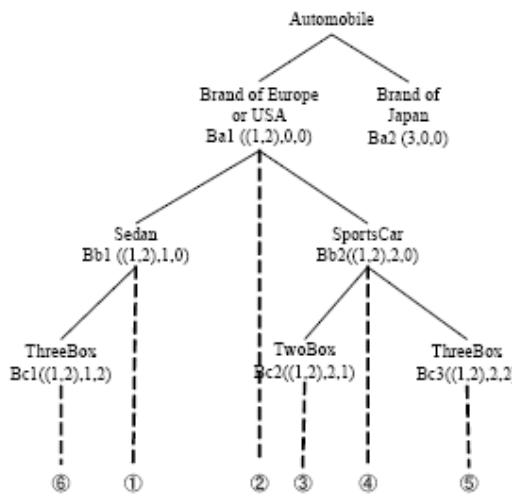 Automobile
Brand of Europe
or USA
Ba1 ((1,2),0,0)
Brand of
Japan
Ba2 (3,0,0)
Sedan
Bb1 ((1,2),1,0)
SportsCar
Bb2((1,2),2,0)
ThreeBox
Bc1((1,2),1,2)
TwoBox
Bc2((1,2),2,1)
ThreeBox
Bc3((1,2),2,2
⑥ ① ② ③ ④ ⑤